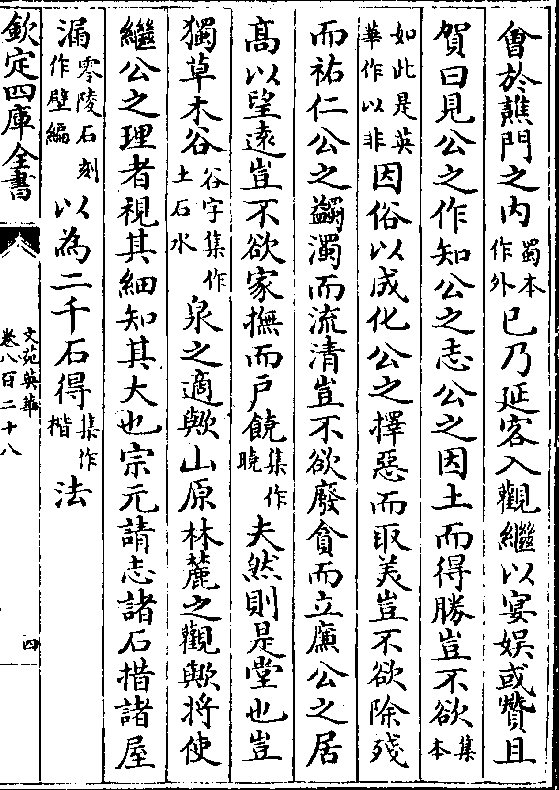 會於譙門之内蜀本作外已乃延客入觀繼以宴娱或贊且
賀曰見公之作知公之志公之因土而得勝豈不欲集本
如此是英華作以非因俗以成化公之擇惡而取美豈不欲除殘
而祐仁公之蠲濁而流清豈不欲廢貪而立廉公之居
髙以望遠豈不欲家撫而戸饒集作曉夫然則是堂也豈
獨草木谷谷字集作土石水泉之適歟山原林麓之觀歟將使
繼公之理者視其細知其大也宗元請志諸石措諸屋
漏零陵石刻作壁編以為二千石得集作楷法
欽定四庫全書
文苑英華
卷八百二十八
四